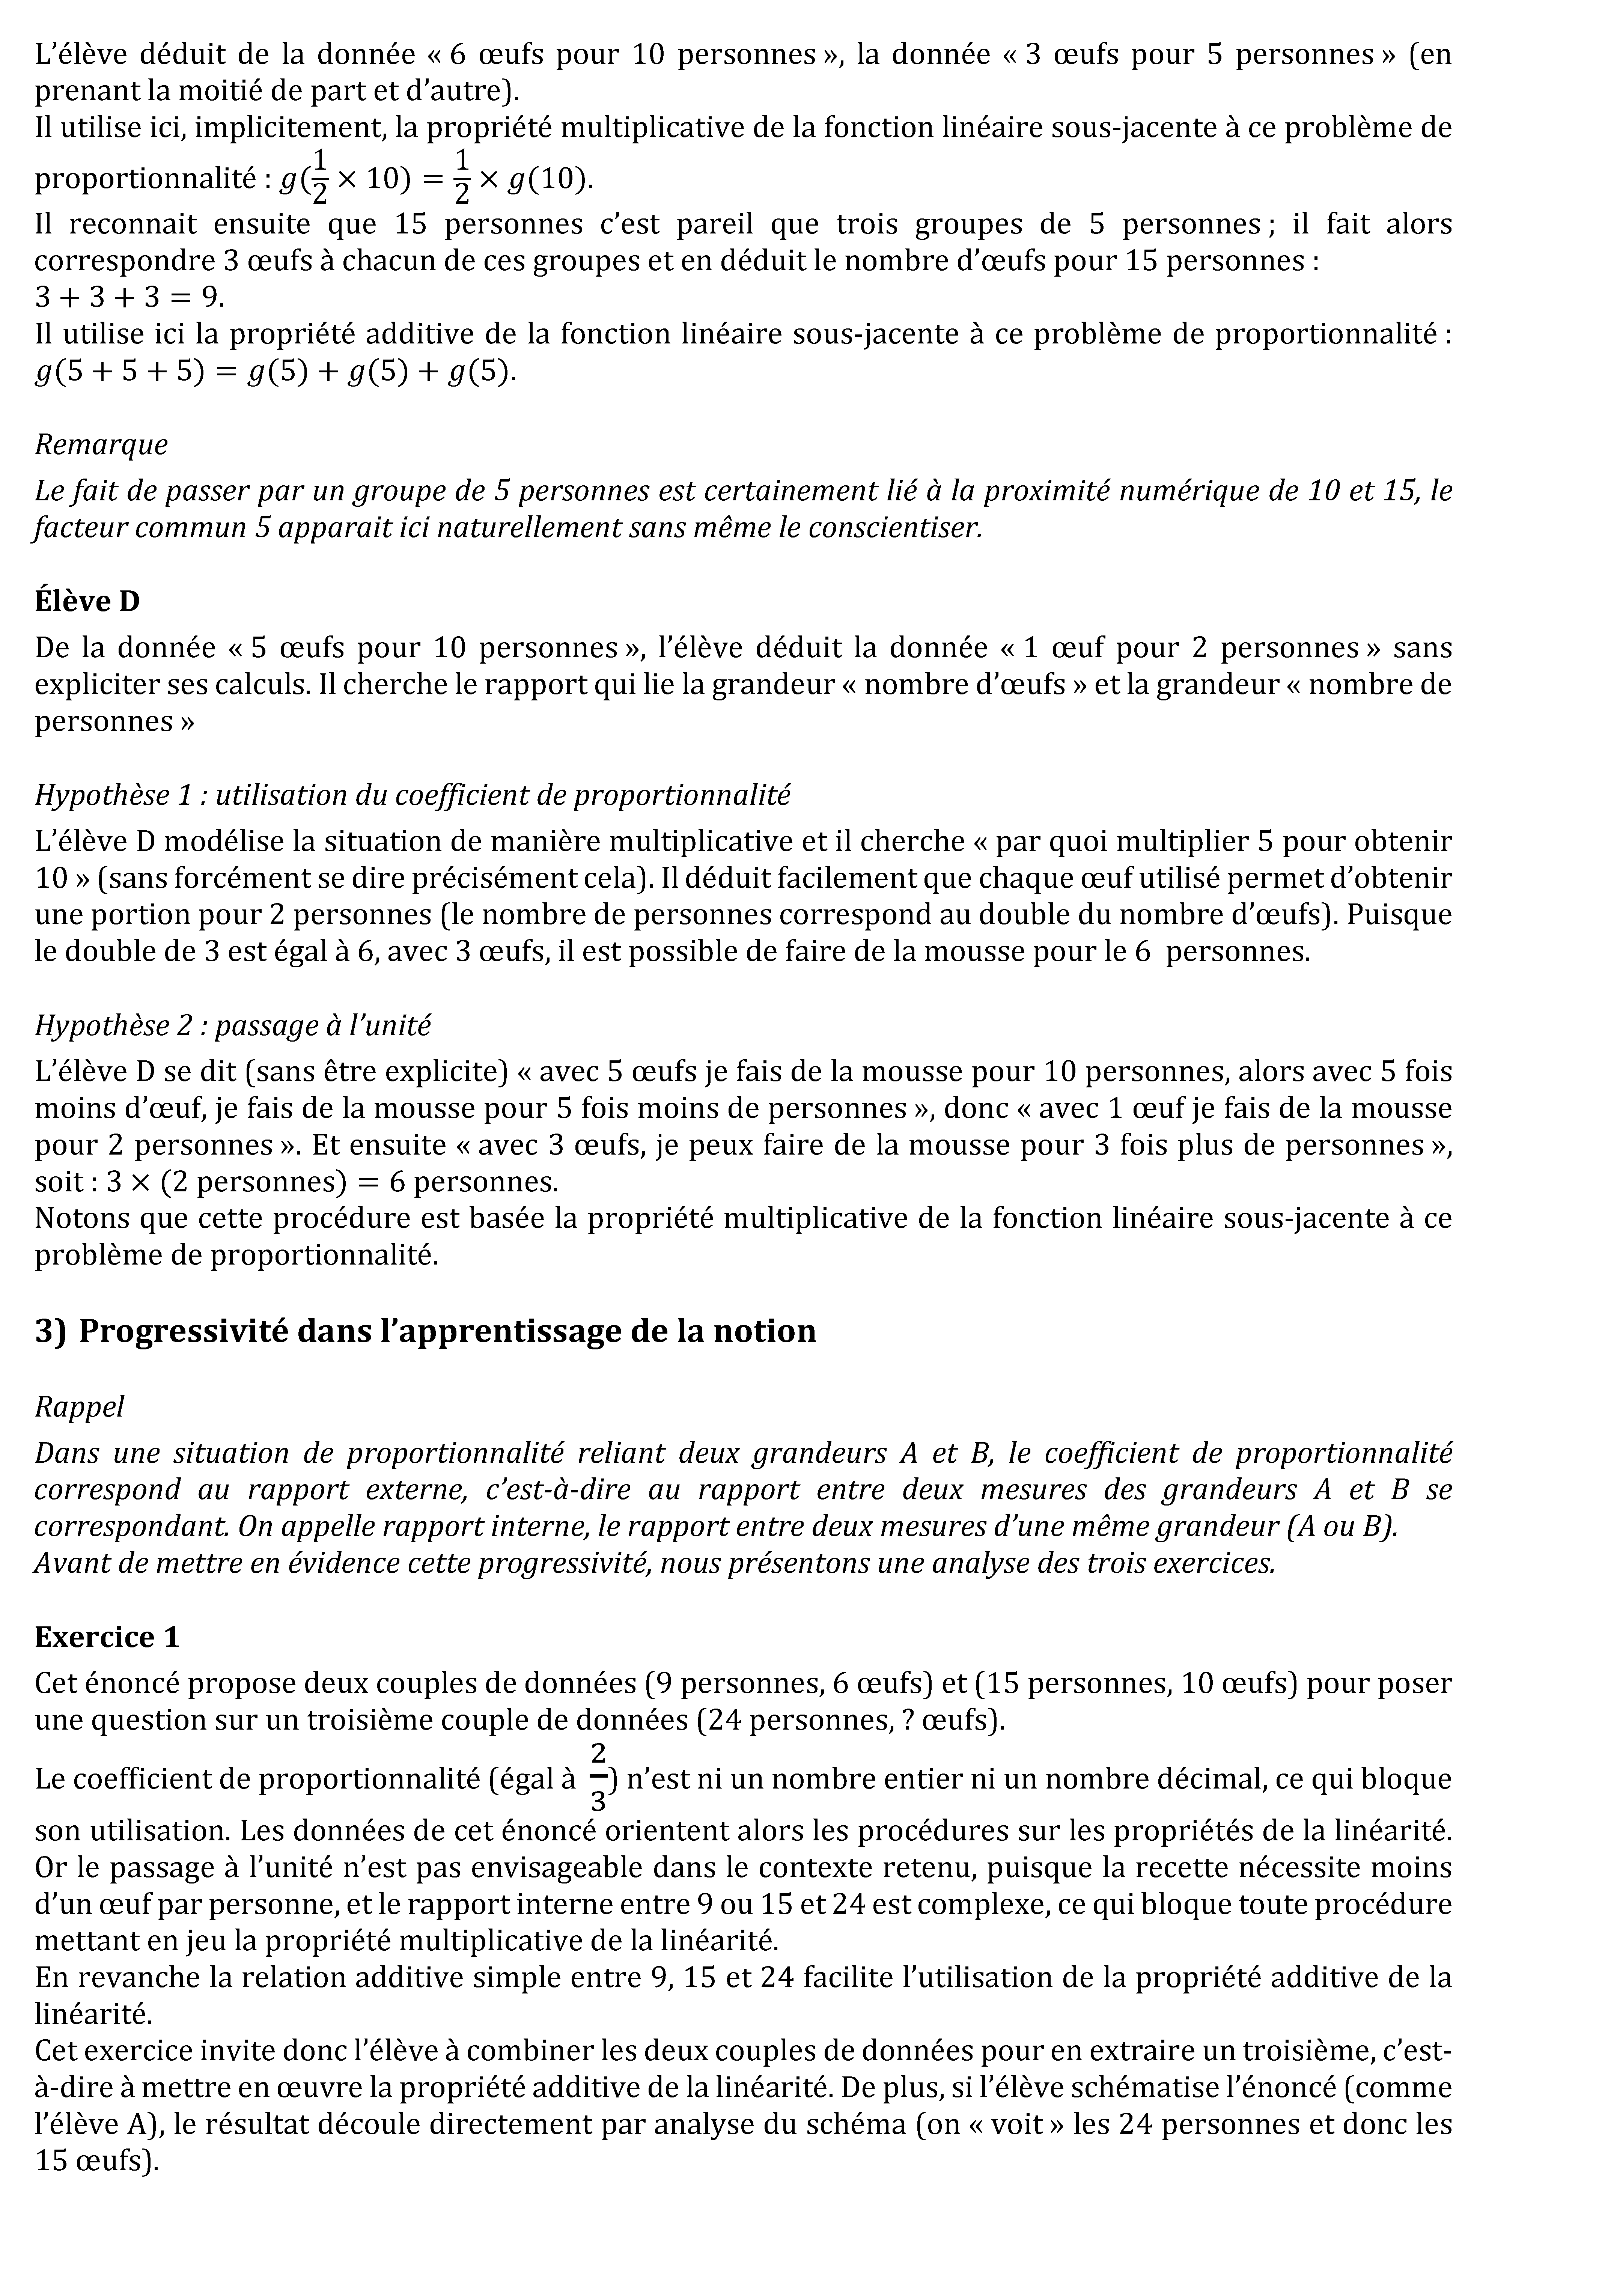 L’élève déduit de la donnée « 6 œufs pour 10 personnes », la donnée « 3 œufs pour 5 personnes » (en
prenant la moitié de part et d’autre).
Il utilise ici, implicitement, la propriété multiplicative de la fonction linéaire sous-jacente à ce problème de
proportionnalité : g(1/2 × 10) = 1/2 × g(10).
Il reconnait ensuite que 15 personnes c’est pareil que trois groupes de 5 personnes ; il fait alors
correspondre 3 œufs à chacun de ces groupes et en déduit le nombre d’œufs pour 15 personnes :
3 + 3 + 3 = 9.
Il utilise ici la propriété additive de la fonction linéaire sous-jacente à ce problème de proportionnalité :
g(5 + 5 + 5) = g(5) + g(5) + g(5).
Remarque
Le fait de passer par un groupe de 5 personnes est certainement lié à la proximité numérique de 10 et 15, le
facteur commun 5 apparait ici naturellement sans même le conscientiser.
Élève D
De la donnée « 5 œufs pour 10 personnes », l’élève déduit la donnée « 1 œuf pour 2 personnes » sans
expliciter ses calculs. Il cherche le rapport qui lie la grandeur « nombre d’œufs » et la grandeur « nombre de
personnes »
Hypothèse 1 : utilisation du coefficient de proportionnalité
L’élève D modélise la situation de manière multiplicative et il cherche « par quoi multiplier 5 pour obtenir
10 » (sans forcément se dire précisément cela). Il déduit facilement que chaque œuf utilisé permet d’obtenir
une portion pour 2 personnes (le nombre de personnes correspond au double du nombre d’œufs). Puisque
le double de 3 est égal à 6, avec 3 œufs, il est possible de faire de la mousse pour le 6  personnes.
Hypothèse 2 : passage à l’unité
L’élève D se dit (sans être explicite) « avec 5 œufs je fais de la mousse pour 10 personnes, alors avec 5 fois
moins d’œuf, je fais de la mousse pour 5 fois moins de personnes », donc « avec 1 œuf je fais de la mousse
pour 2 personnes ». Et ensuite « avec 3 œufs, je peux faire de la mousse pour 3 fois plus de personnes »,
soit : 3 × (2 personnes) = 6 personnes.
Notons que cette procédure est basée la propriété multiplicative de la fonction linéaire sous-jacente à ce
problème de proportionnalité.
3) Progressivité dans l’apprentissage de la notion
Rappel
Dans une situation de proportionnalité reliant deux grandeurs A et B, le coefficient de proportionnalité
correspond au rapport externe, c’est-à-dire au rapport entre deux mesures des grandeurs A et B se
correspondant. On appelle rapport interne, le rapport entre deux mesures d’une même grandeur (A ou B).
Avant de mettre en évidence cette progressivité, nous présentons une analyse des trois exercices.
Exercice 1
Cet énoncé propose deux couples de données (9 personnes, 6 œufs) et (15 personnes, 10 œufs) pour poser
une question sur un troisième couple de données (24 personnes, ? œufs).
Le coefficient de proportionnalité (égal à 2/3) n’est ni un nombre entier ni un nombre décimal, ce qui bloque
son utilisation. Les données de cet énoncé orientent alors les procédures sur les propriétés de la linéarité.
Or le passage à l’unité n’est pas envisageable dans le contexte retenu, puisque la recette nécessite moins
d’un œuf par personne, et le rapport interne entre 9 ou 15 et 24 est complexe, ce qui bloque toute procédure
mettant en jeu la propriété multiplicative de la linéarité.
En revanche la relation additive simple entre 9, 15 et 24 facilite l’utilisation de la propriété additive de la
linéarité.
Cet exercice invite donc l’élève à combiner les deux couples de données pour en extraire un troisième, c’est-
à-dire à mettre en œuvre la propriété additive de la linéarité. De plus, si l’élève schématise l’énoncé (comme
l’élève A), le résultat découle directement par analyse du schéma (on « voit » les 24 personnes et donc les
15 œufs).